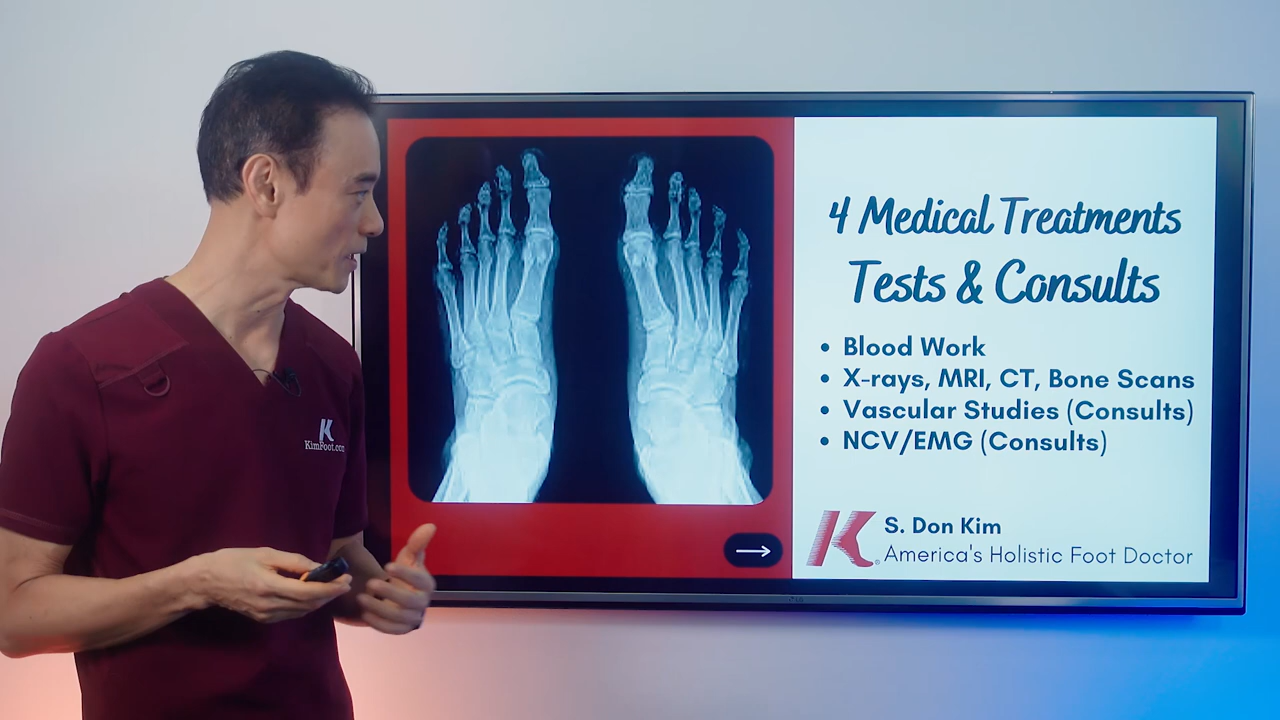 4 Medical Treatments
Tests & Consults
• Blood Work
• X-rays, MRI, CT, Bone Scans
• Vascular Studies (Consults)
• NCV/EMG (Consults)
K
S. Don Kim
America's Holistic Foot Doctor
K
KimFoot.com